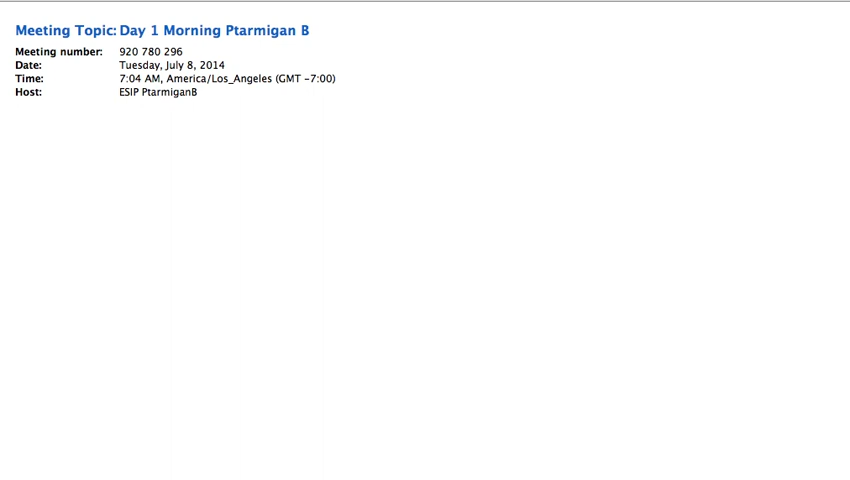 Meeting Topic: Day 1 Morning Ptarmigan B
Meeting number: 920 780 296
Date: Tuesday, July 8, 2014
Time: 7:04 AM, America/Los_Angeles (GMT -7:00)
Host: ESIP PtarmiganB